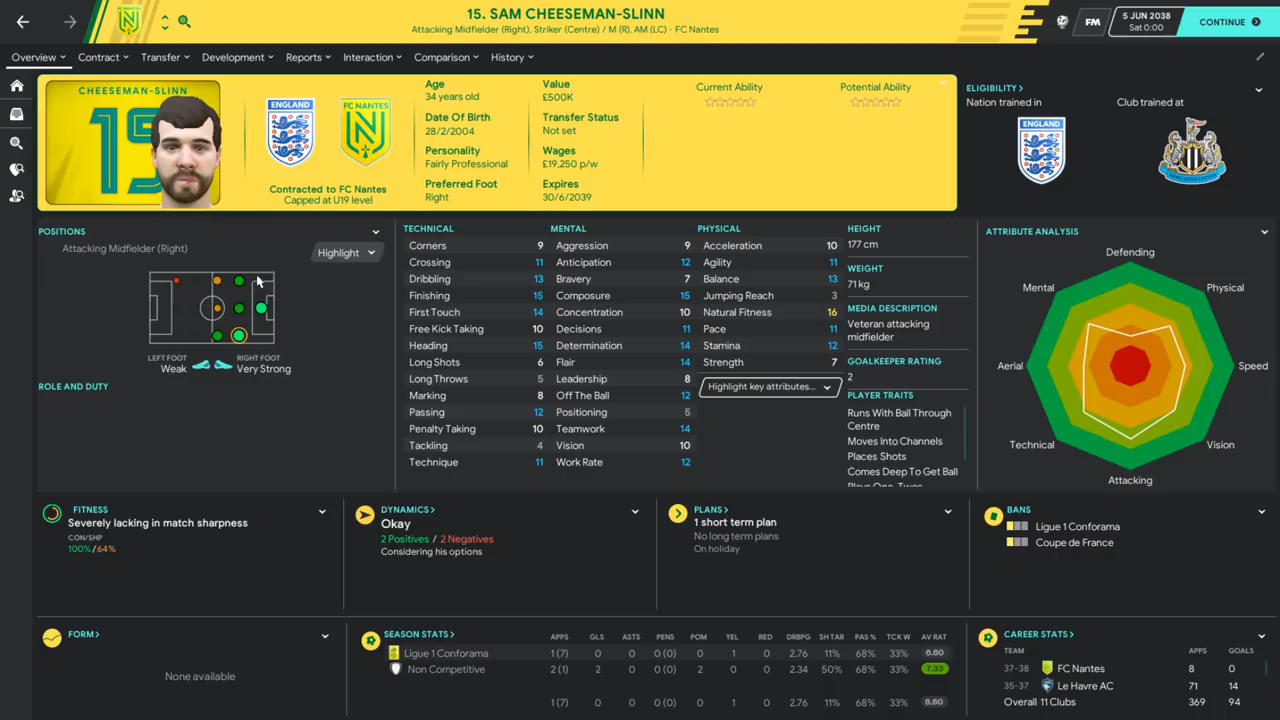 15. SAM CHEESEMAN-SLINN
Attacking Midfielder (Right), Striker (Centre) / M (R), AM (LC) - FC Nantes
FM
5 JUN 2038
Sat 0:00
CONTINUE
Overview Contract Transfer Development Reports Interaction Comparison History
CHEESEMAN-SLINN
15
ENGLAND
FC NANTES
Contracted to FC Nantes
Capped at U19 level
Age
34 years old
Date Of Birth
28/2/2004
Personality
Fairly Professional
Preferred Foot
Right
Value
£500K
Transfer Status
Not set
Wages
£19,250 p/w
Expires
30/6/2039
Current Ability
Potential Ability
ELIGIBILITY
Nation trained in
Club trained at
ENGLAND
POSITIONS
Attacking Midfielder (Right)
Highlight
LEFT FOOT
Weak
RIGHT FOOT
Very Strong
ROLE AND DUTY
TECHNICAL
Corners 9
Crossing 11
Dribbling 13
Finishing 15
First Touch 14
Free Kick Taking 10
Heading 15
Long Shots 6
Long Throws 5
Marking 8
Passing 12
Penalty Taking 10
Tackling 4
Technique 11
MENTAL
Aggression 9
Anticipation 12
Bravery 7
Composure 15
Concentration 10
Decisions 11
Determination 14
Flair 14
Leadership 8
Off The Ball 12
Positioning 5
Teamwork 14
Vision 10
Work Rate 12
PHYSICAL
Acceleration 10
Agility 11
Balance 13
Jumping Reach 3
Natural Fitness 16
Pace 11
Stamina 12
Strength 7
Highlight key attributes...
HEIGHT
177 cm
WEIGHT
71 kg
MEDIA DESCRIPTION
Veteran attacking
midfielder
GOALKEEPER RATING
2
PLAYER TRAITS
Runs With Ball Through
Centre
Moves Into Channels
Places Shots
Comes Deep To Get Ball
Plays One-Twos
ATTRIBUTE ANALYSIS
Defending
Mental
Physical
Aerial
Speed
Technical
Vision
Attacking
FITNESS
Severely lacking in match sharpness
CON/SHP
100%/64%
DYNAMICS
Okay
2 Positives / 2 Negatives
Considering his options
PLANS
1 short term plan
No long term plans
On holiday
BANS
Ligue 1 Conforama
Coupe de France
FORM
None available
SEASON STATS APPS GLS ASTS PENS POM YEL RED DRBPG SH TAR PAS % TCK W AV RAT
Ligue 1 Conforama 1 (7) 0 0 0 (0) 0 1 0 2.76 11% 68% 33% 6.60
Non Competitive 2 (1) 2 0 0 (0) 2 0 0 2.34 50% 68% 33% 7.33
1 (7) 0 0 0 (0) 0 1 0 2.76 11% 68% 33% 6.60
CAREER STATS
TEAM APPS GOALS
37-38 FC Nantes 8 0
35-37 Le Havre AC 71 14
Overall 11 Clubs 369 94